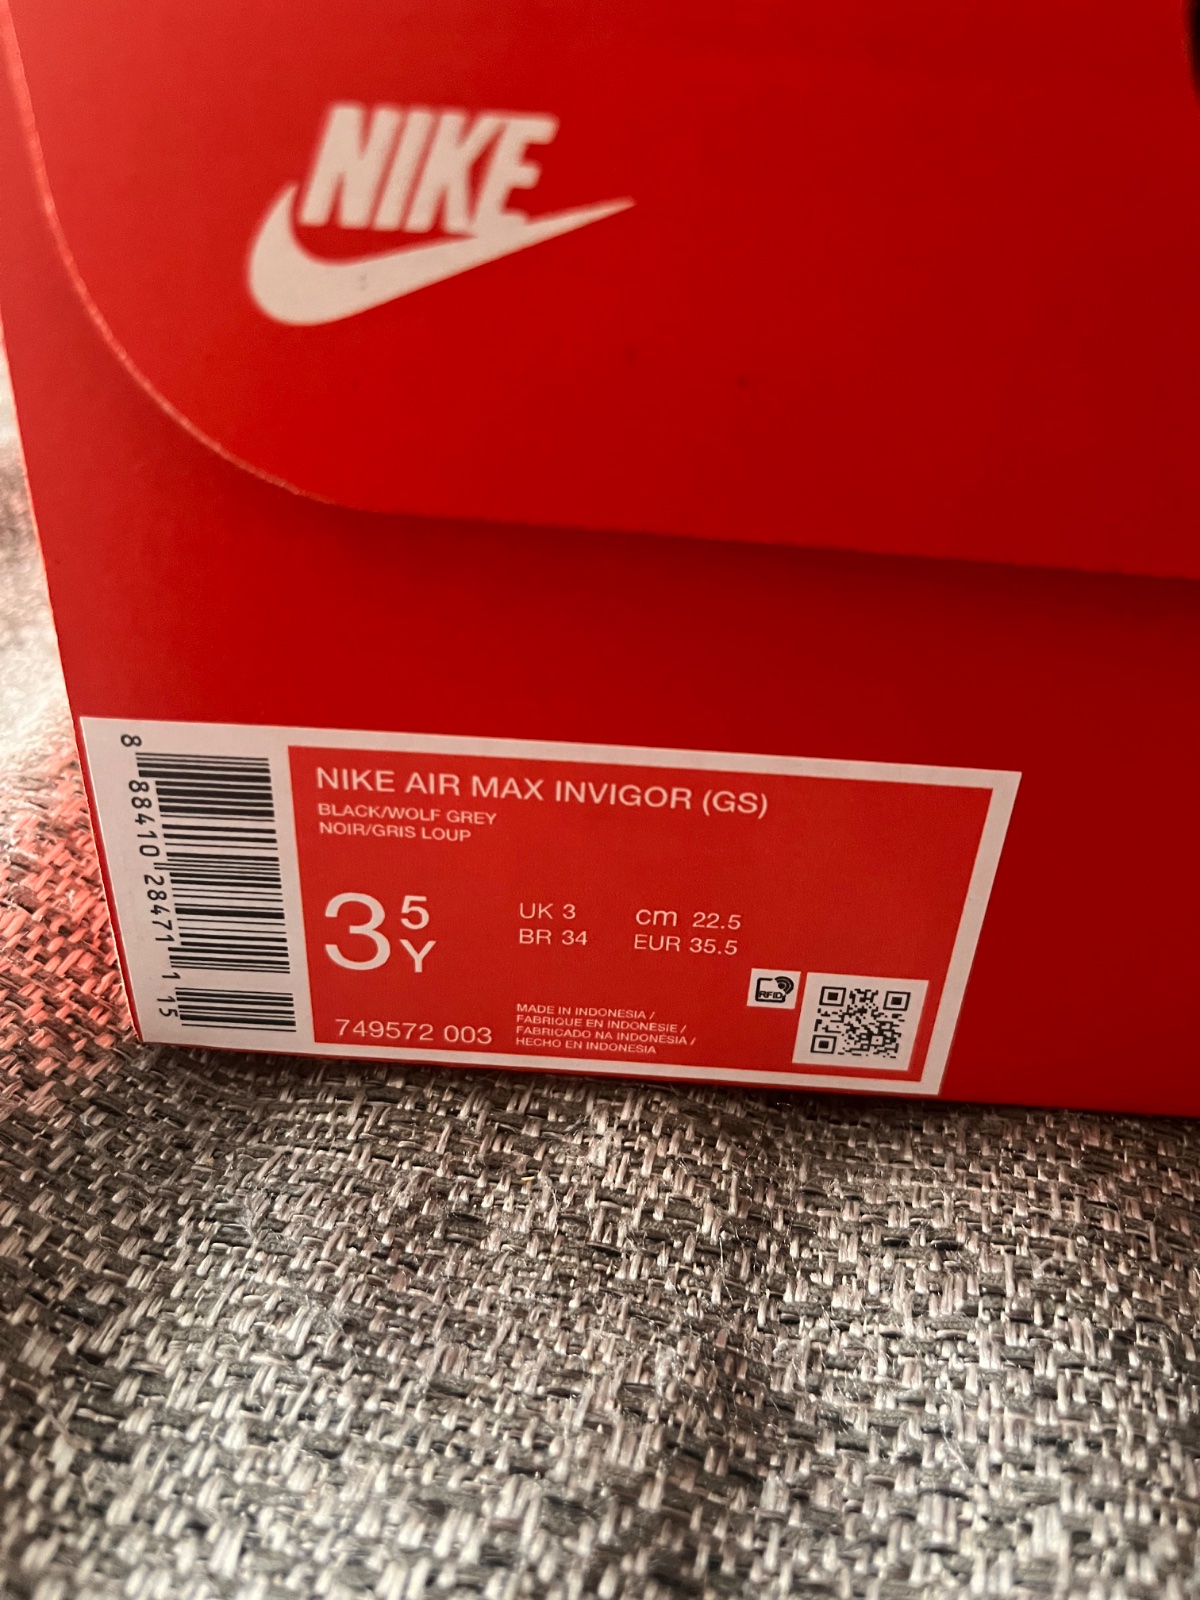 NIKE
NIKE AIR MAX INVIGOR (GS)
BLACK/WOLF GREY
NOIR/GRIS LOUP
3 5 Y
UK 3 cm 22.5
BR 34 EUR 35.5
RFID
749572 003
MADE IN INDONESIA /
FABRIQUE EN INDONESIE /
FABRICADO NA INDONÉSIA /
HECHO EN INDONESIA
8 88410 28471 1 15